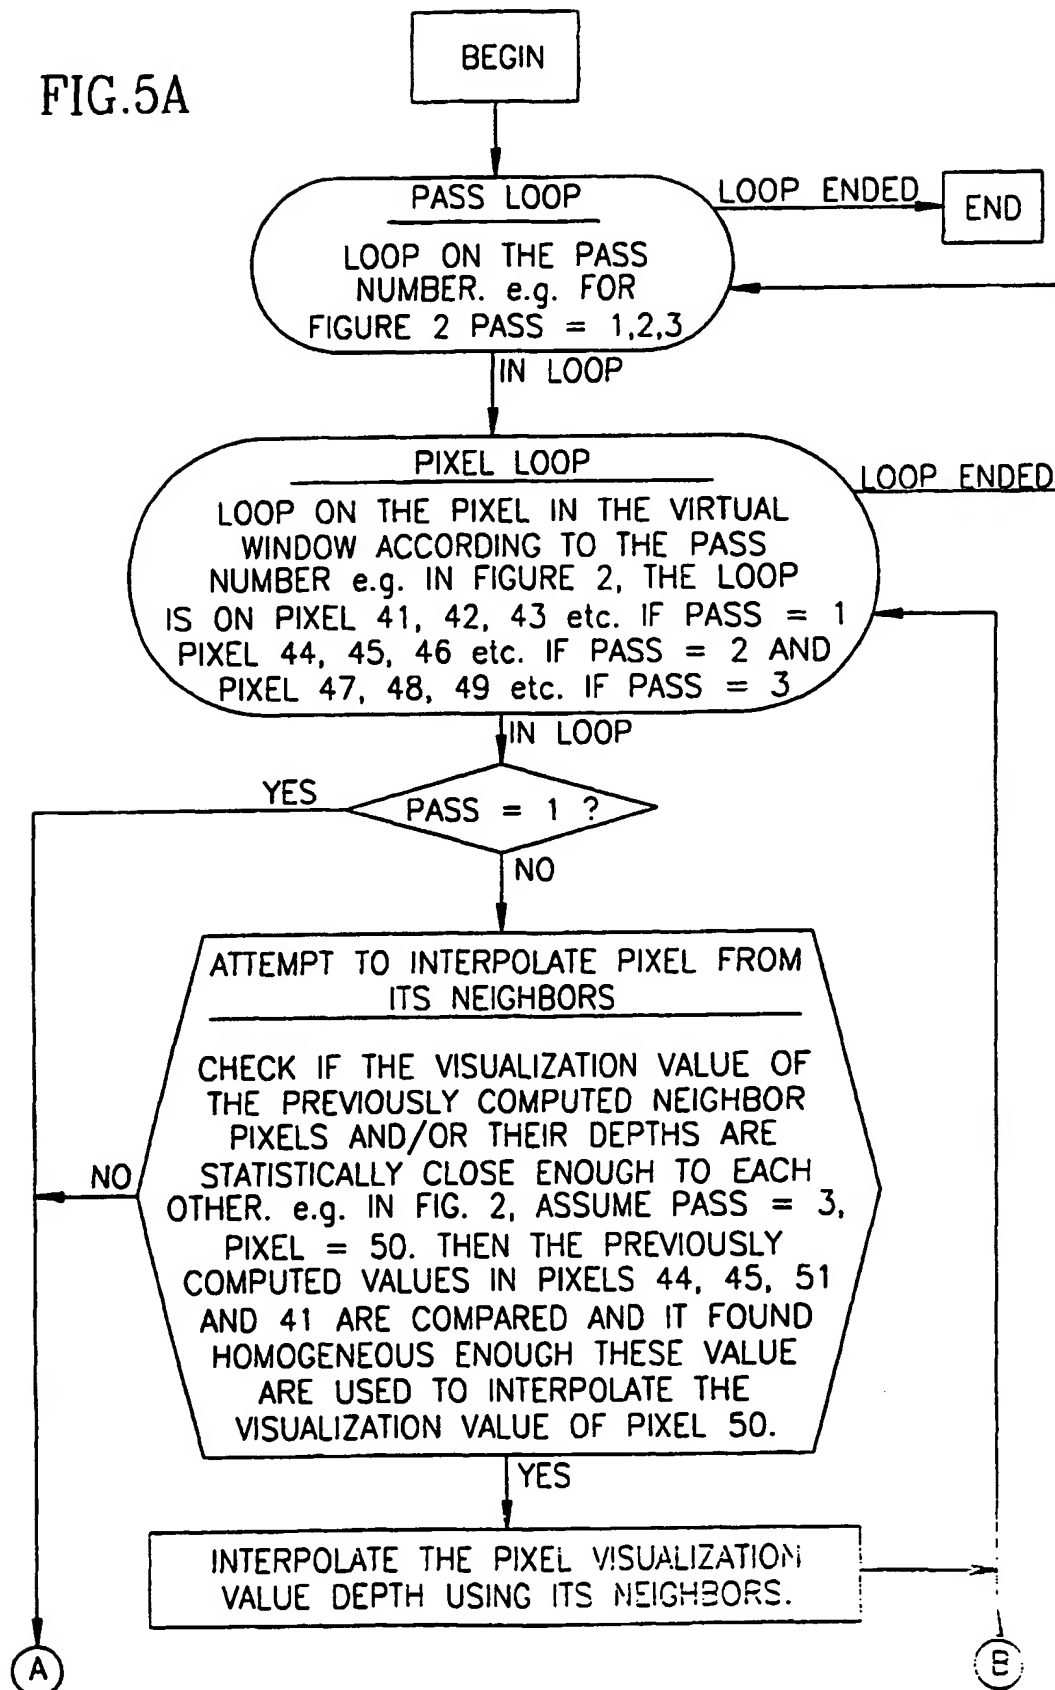 FIG.5A
BEGIN
PASS LOOP
LOOP ON THE PASS
NUMBER. e.g. FOR
FIGURE 2 PASS = 1,2,3
LOOP ENDED
END
IN LOOP
PIXEL LOOP
LOOP ON THE PIXEL IN THE VIRTUAL
WINDOW ACCORDING TO THE PASS
NUMBER e.g. IN FIGURE 2, THE LOOP
IS ON PIXEL 41, 42, 43 etc. IF PASS = 1
PIXEL 44, 45, 46 etc. IF PASS = 2 AND
PIXEL 47, 48, 49 etc. IF PASS = 3
LOOP ENDED
IN LOOP
YES
PASS = 1 ?
NO
ATTEMPT TO INTERPOLATE PIXEL FROM
ITS NEIGHBORS
CHECK IF THE VISUALIZATION VALUE OF
THE PREVIOUSLY COMPUTED NEIGHBOR
PIXELS AND/OR THEIR DEPTHS ARE
STATISTICALLY CLOSE ENOUGH TO EACH
OTHER. e.g. IN FIG. 2, ASSUME PASS = 3,
PIXEL = 50. THEN THE PREVIOUSLY
COMPUTED VALUES IN PIXELS 44, 45, 51
AND 41 ARE COMPARED AND IT FOUND
HOMOGENEOUS ENOUGH THESE VALUE
ARE USED TO INTERPOLATE THE
VISUALIZATION VALUE OF PIXEL 50.
NO
YES
INTERPOLATE THE PIXEL VISUALIZATION
VALUE DEPTH USING ITS NEIGHBORS.
A
B